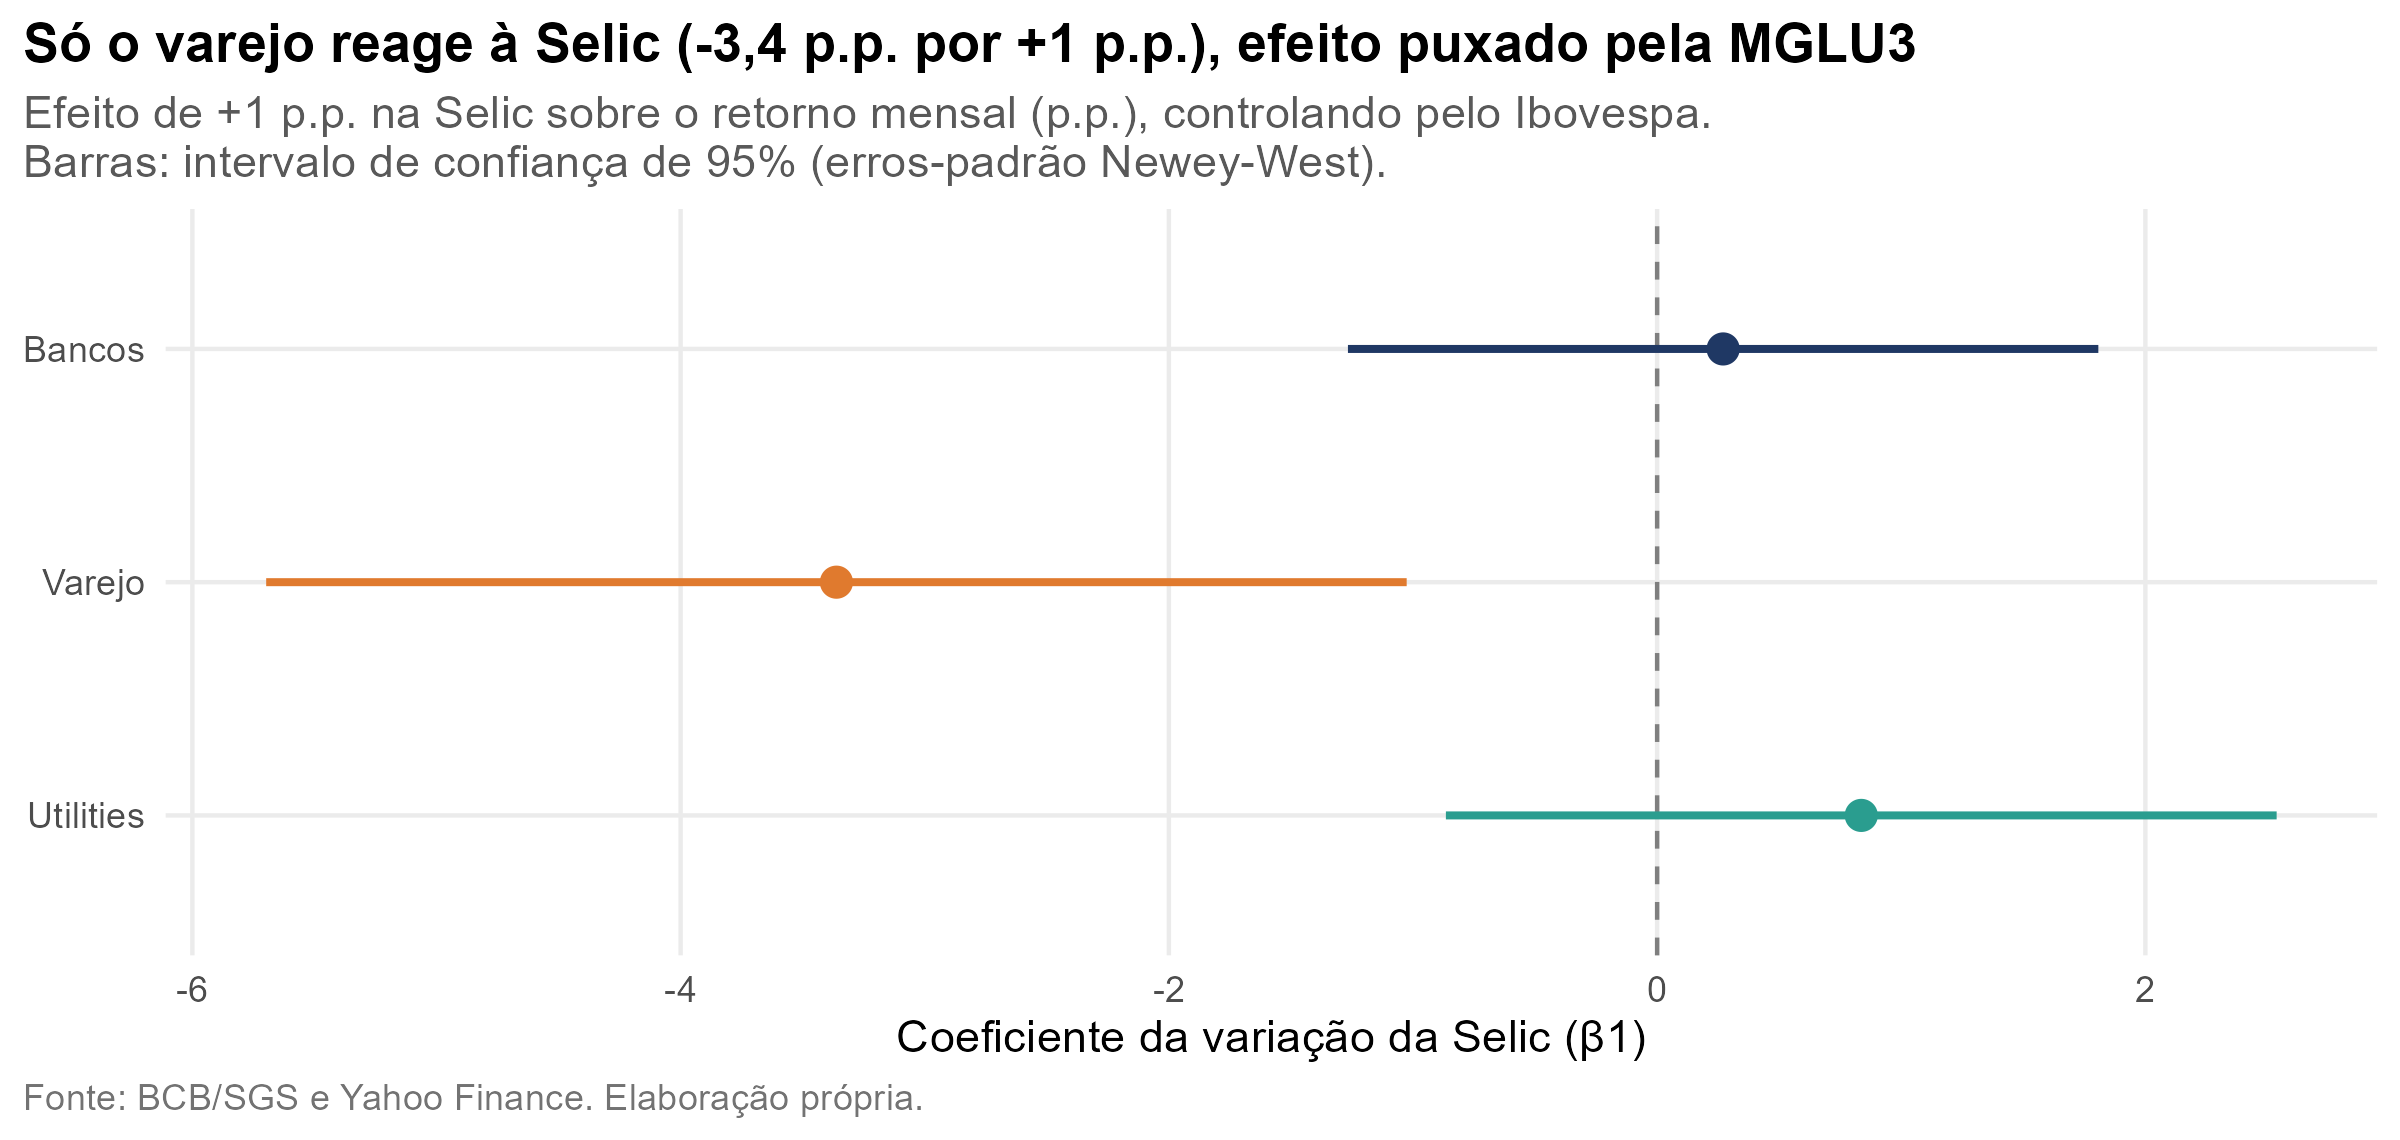 Só o varejo reage à Selic (-3,4 p.p. por +1 p.p.), efeito puxado pela MGLU3
Efeito de +1 p.p. na Selic sobre o retorno mensal (p.p.), controlando pelo Ibovespa.
Barras: intervalo de confiança de 95% (erros-padrão Newey-West).
Bancos
Varejo
Utilities
-6 -4 -2 0 2
Coeficiente da variação da Selic (β1)
Fonte: BCB/SGS e Yahoo Finance. Elaboração própria.